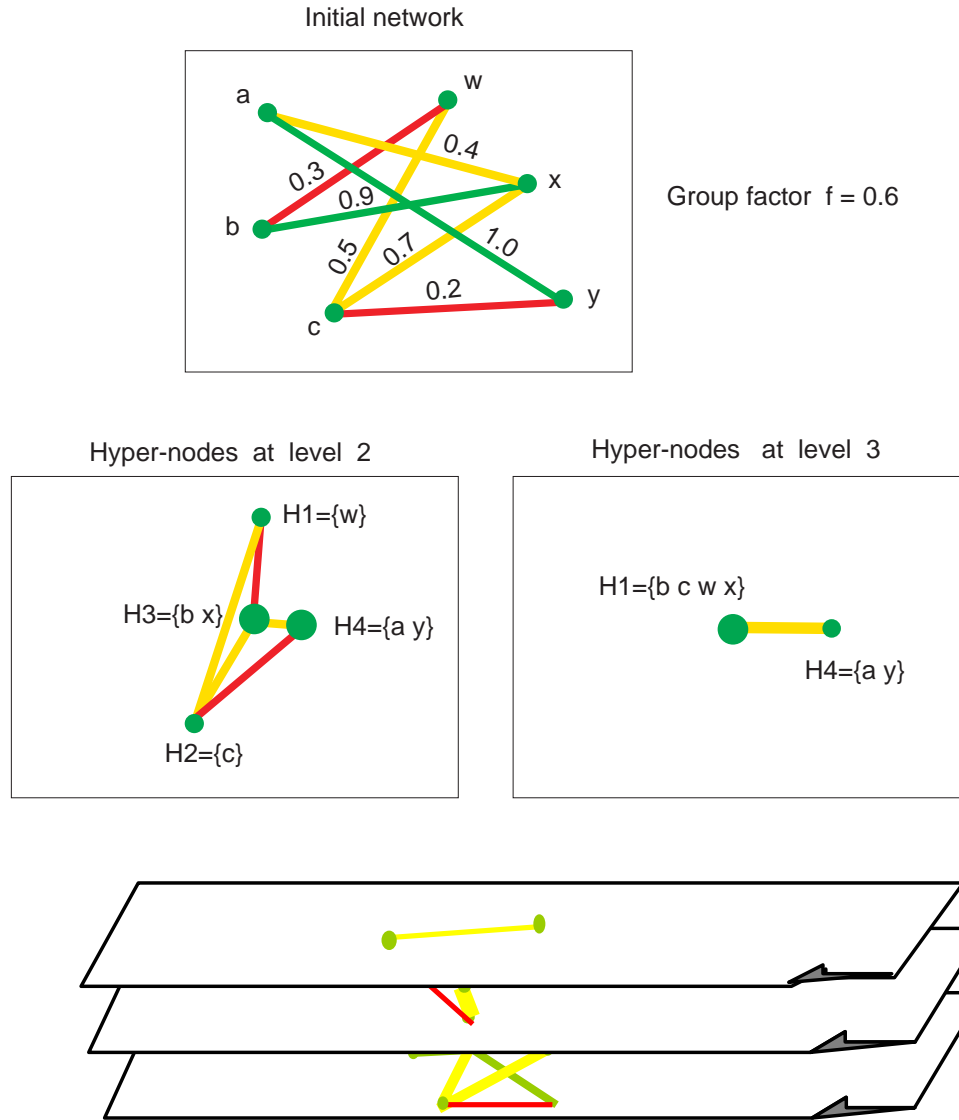 Initial network
w
a
0.4
0.3
x
0.9
Group factor f = 0.6
b
1.0
0.5
0.7
0.2
y
c
Hyper-nodes at level 2
Hyper-nodes at level 3
H1={w}
H3={b x}
H4={a y}
H2={c}
H1={b c w x}
H4={a y}